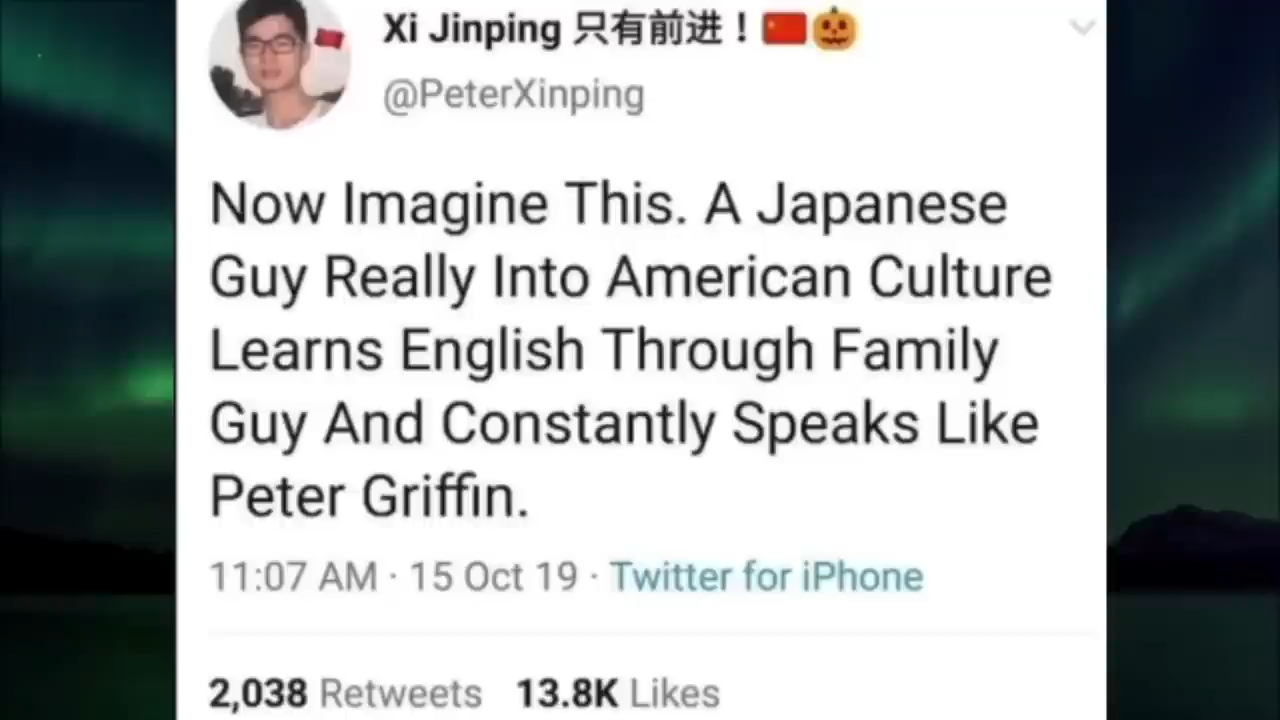 Xi Jinping 只有前进！🇨🇳🎃
@PeterXinping
Now Imagine This. A Japanese
Guy Really Into American Culture
Learns English Through Family
Guy And Constantly Speaks Like
Peter Griffin.
11:07 AM · 15 Oct 19 · Twitter for iPhone
2,038 Retweets 13.8K Likes